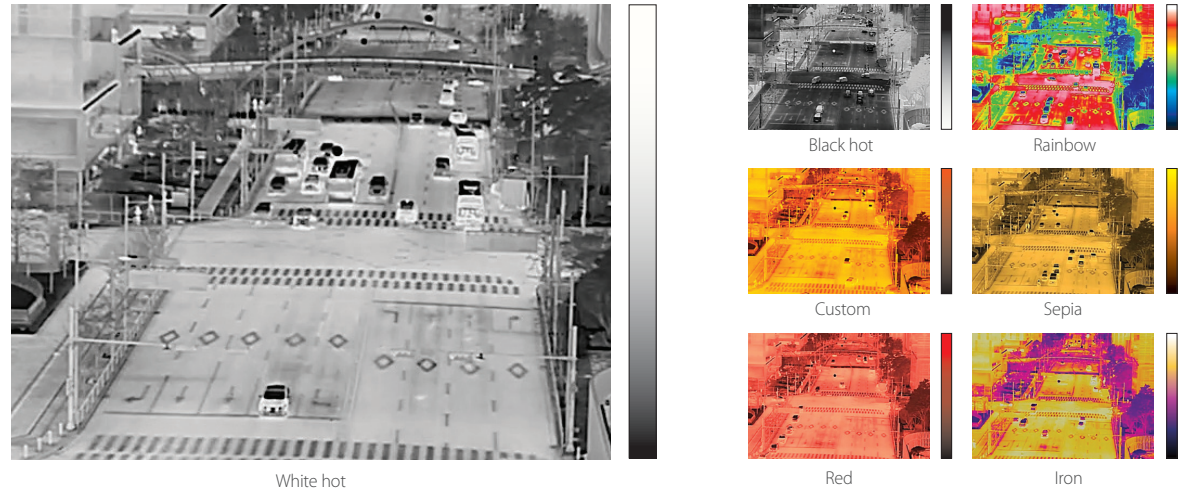 Black hot
Rainbow
Custom
Sepia
White hot
Red
Iron